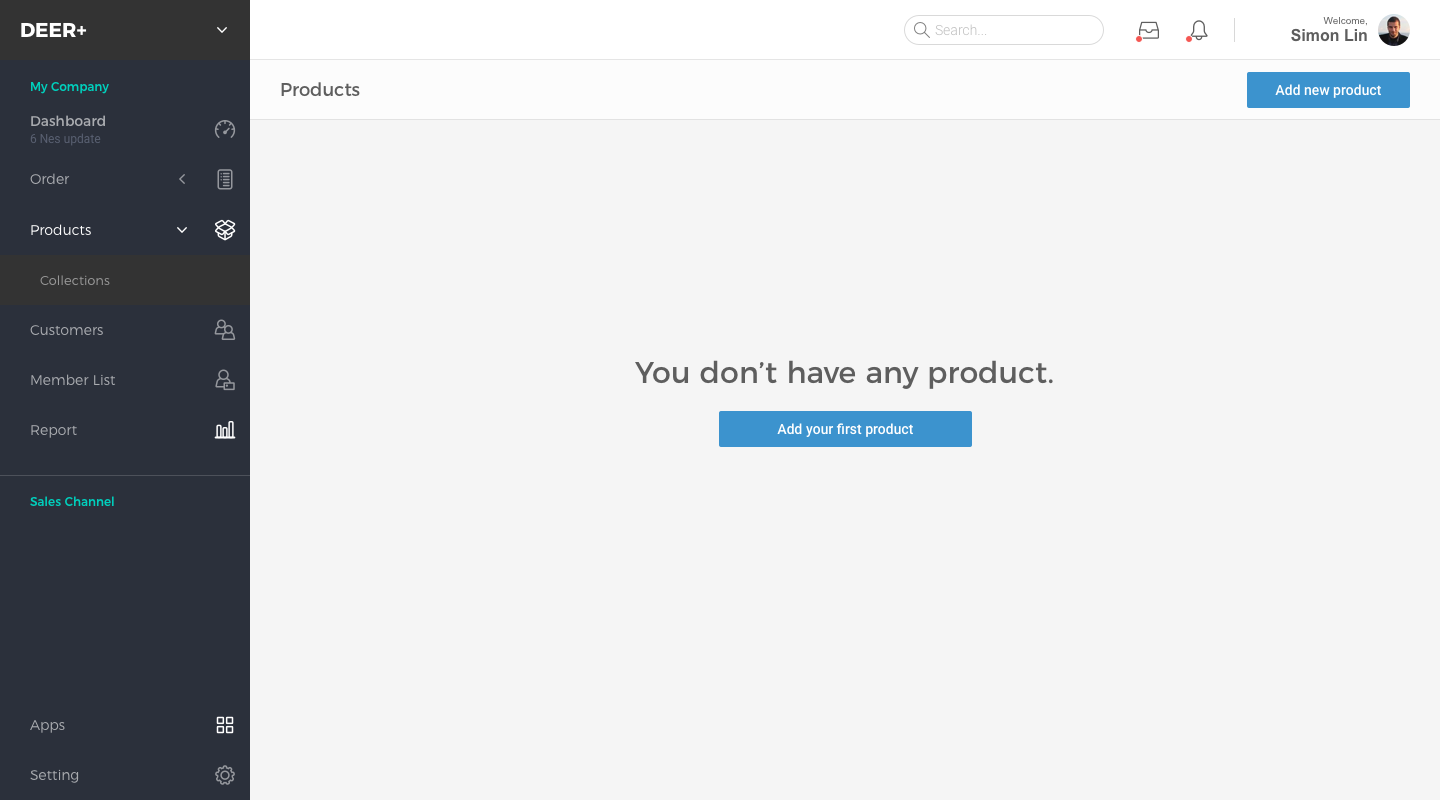 DEER+
Search...
Welcome,
Simon Lin
My Company
Dashboard
6 Nes update
Order
Products
Collections
Customers
Member List
Report
Sales Channel
Apps
Setting
Products
Add new product
You don’t have any product.
Add your first product